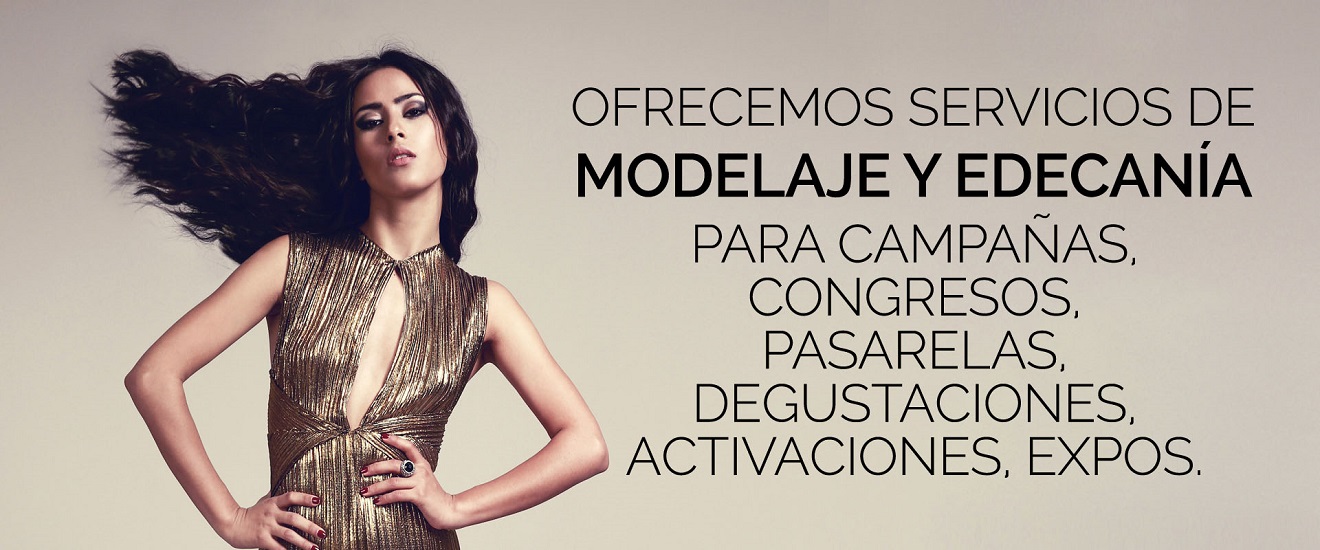 OFRECEMOS SERVICIOS DE
MODELAJE Y EDECANÍA
PARA CAMPAÑAS,
CONGRESOS,
PASARELAS,
DEGUSTACIONES,
ACTIVACIONES, EXPOS.